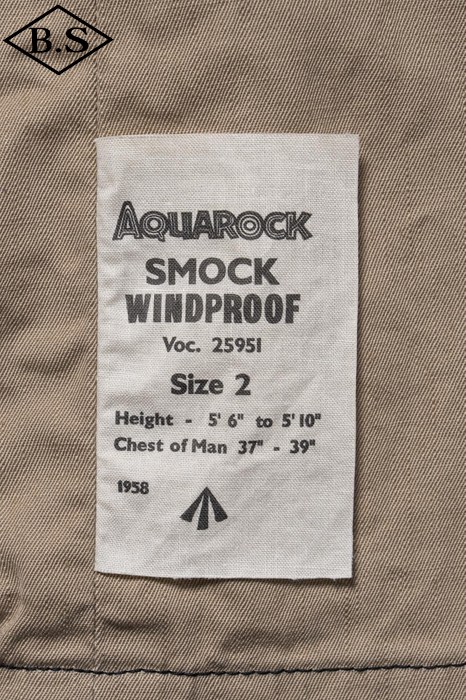 B.S
AQUAROCK
SMOCK
WINDPROOF
Voc. 25951
Size 2
Height - 5' 6" to 5' 10"
Chest of Man 37" - 39"
1958